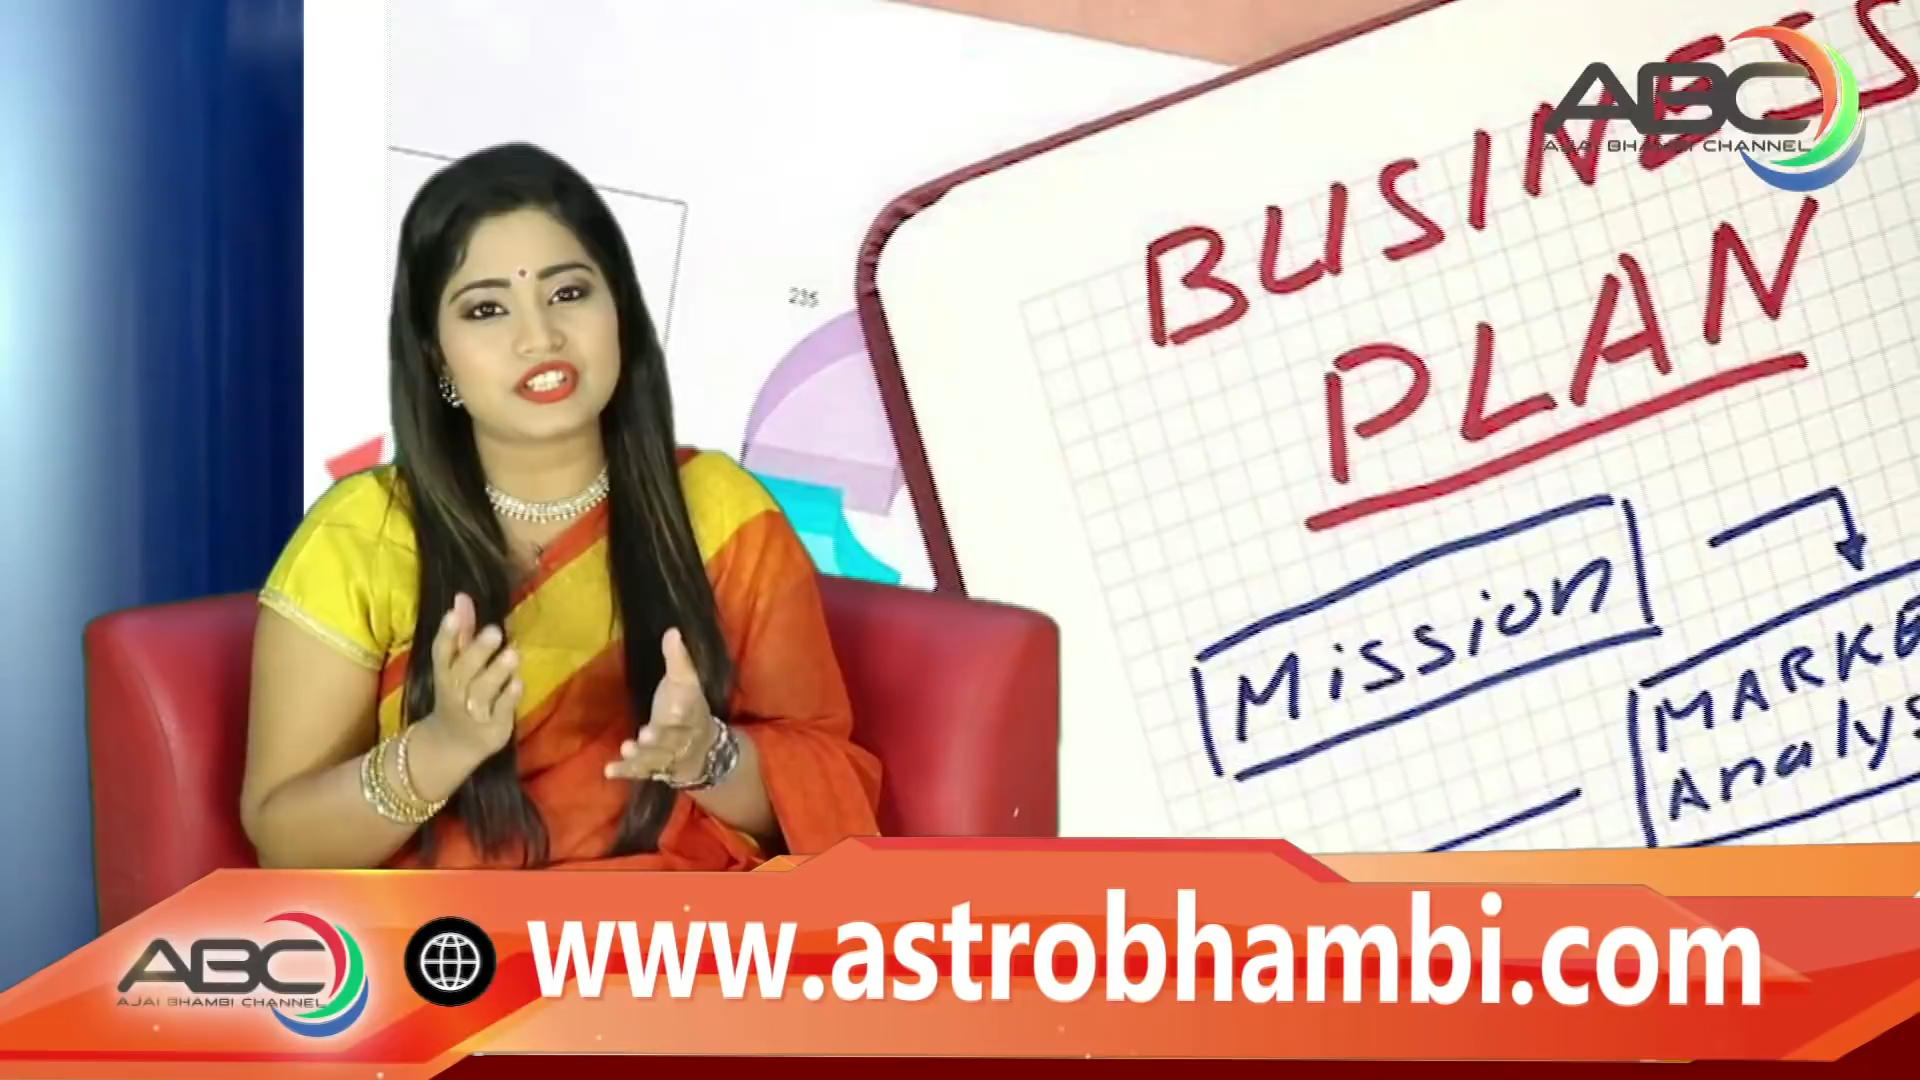 235
BUSINESS
PLAN
Mission
MARKE
Analys
ABC
AJAI BHAMBI CHANNEL
ABC
AJAI BHAMBI CHANNEL
www.astrobhambi.com